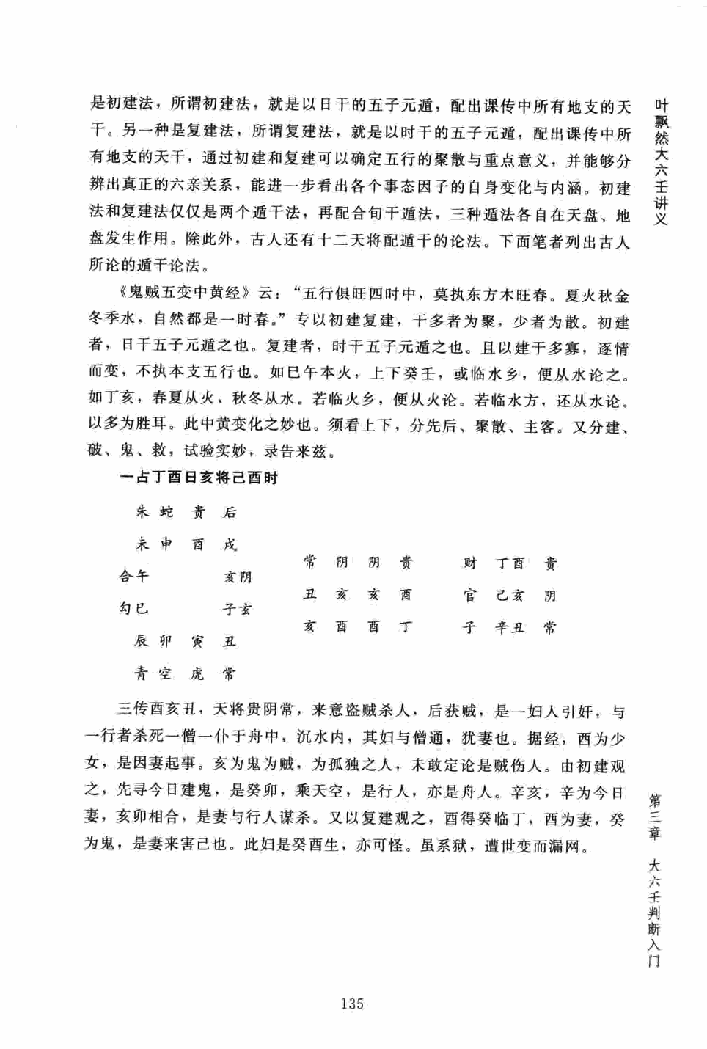 是初建法，所谓初建法，就是以日干的五子元遁，配出课传中所有地支的天
干。另一种是复建法，所谓复建法，就是以时干的五子元遁，配出课传中所
有地支的天干，通过初建和复建可以确定五行的聚散与重点意义，并能够分
辨出真正的六亲关系，能进一步看出各个事态因子的自身变化与内涵。初建
法和复建法仅仅是两个遁干法，再配合旬干遁法，三种遁法各自在天盘、地
盘发生作用。除此外，古人还有十二天将配遁干的论法。下面笔者列出古人
所论的遁干论法。
《鬼贼五变中黄经》云：“五行俱旺四时中，莫执东方木旺春。夏火秋金
冬季水，自然都是一时春。”专以初建复建，干多者为聚，少者为散。初建
者，日干五子元遁之也。复建者，时干五子元遁之也。且以建干多寡，逐情
而变，不执本支五行也。如巳午本火，上下癸壬，或临水乡，便从水论之。
如丁亥，春夏从火、秋冬从水。若临火乡，便从火论。若临水方，还从水论。
以多为胜耳。此中黄变化之妙也。须看上下，分先后、聚散、主客。又分建、
破、鬼、救，试验实妙，录告来兹。
一占丁酉日亥将己酉时
朱 蛇 贵 后
未 申 酉 戌
合午 亥阴
勾巳 子玄
辰 卯 寅 丑
青 空 虎 常
常 阴 阴 贵
丑 亥 亥 酉
亥 酉 酉 丁
财 丁酉 贵
官 己亥 阴
子 辛丑 常
三传酉亥丑，天将贵阴常，来意盗贼杀人，后获贼，是一妇人引奸，与
一行者杀死一僧一仆于舟中，沉水内，其妇与僧通，犹妻也。据经，酉为少
女，是因妻起事。亥为鬼为贼，为孤独之人，未敢定论是贼伤人。由初建观
之，先寻今日建鬼，是癸卯，乘天空，是行人，亦是舟人。辛亥，辛为今日
妻，亥卯相合，是妻与行人谋杀。又以复建观之，酉得癸临丁，酉为妻，癸
为鬼，是妻来害己也。此妇是癸酉生，亦可怪。虽系狱，遭世变而漏网。
叶飘然大六壬讲义
第三章 大六壬判断入门
135